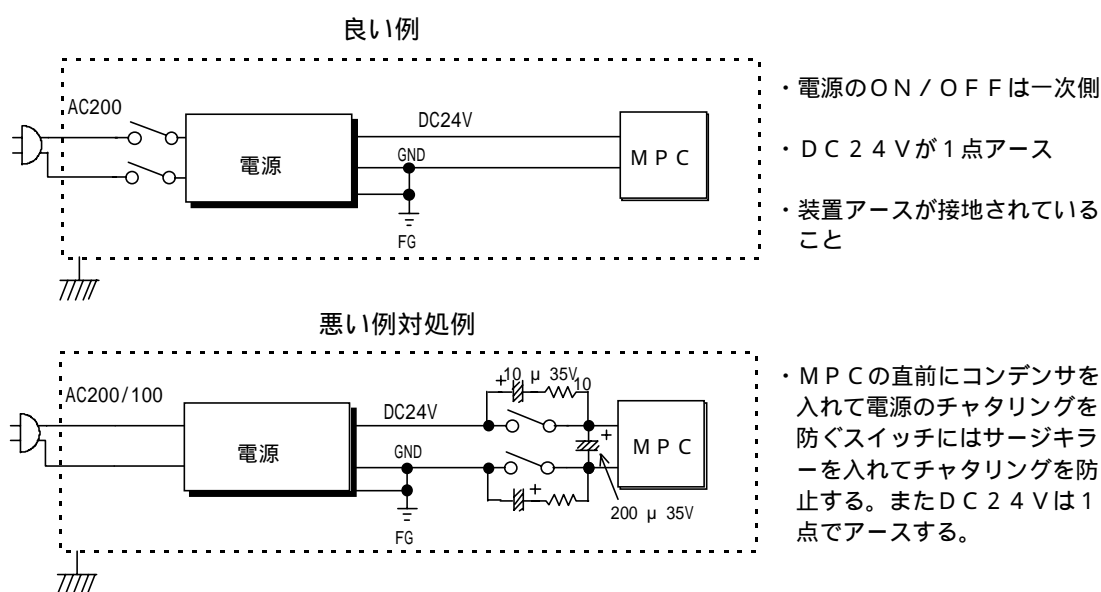 良い例
AC200
電源
DC24V
GND
FG
ＭＰＣ
・電源のＯＮ／ＯＦＦは一次側
・ＤＣ２４Ｖが１点アース
・装置アースが接地されている
こと
悪い例対処例
AC200/100
電源
DC24V
GND
FG
+10 μ 35V
10
+
+
200 μ 35V
ＭＰＣ
・ＭＰＣの直前にコンデンサを
入れて電源のチャタリングを
防ぐスイッチにはサージキラ
ーを入れてチャタリングを防
止する。またＤＣ２４Ｖは１
点でアースする。